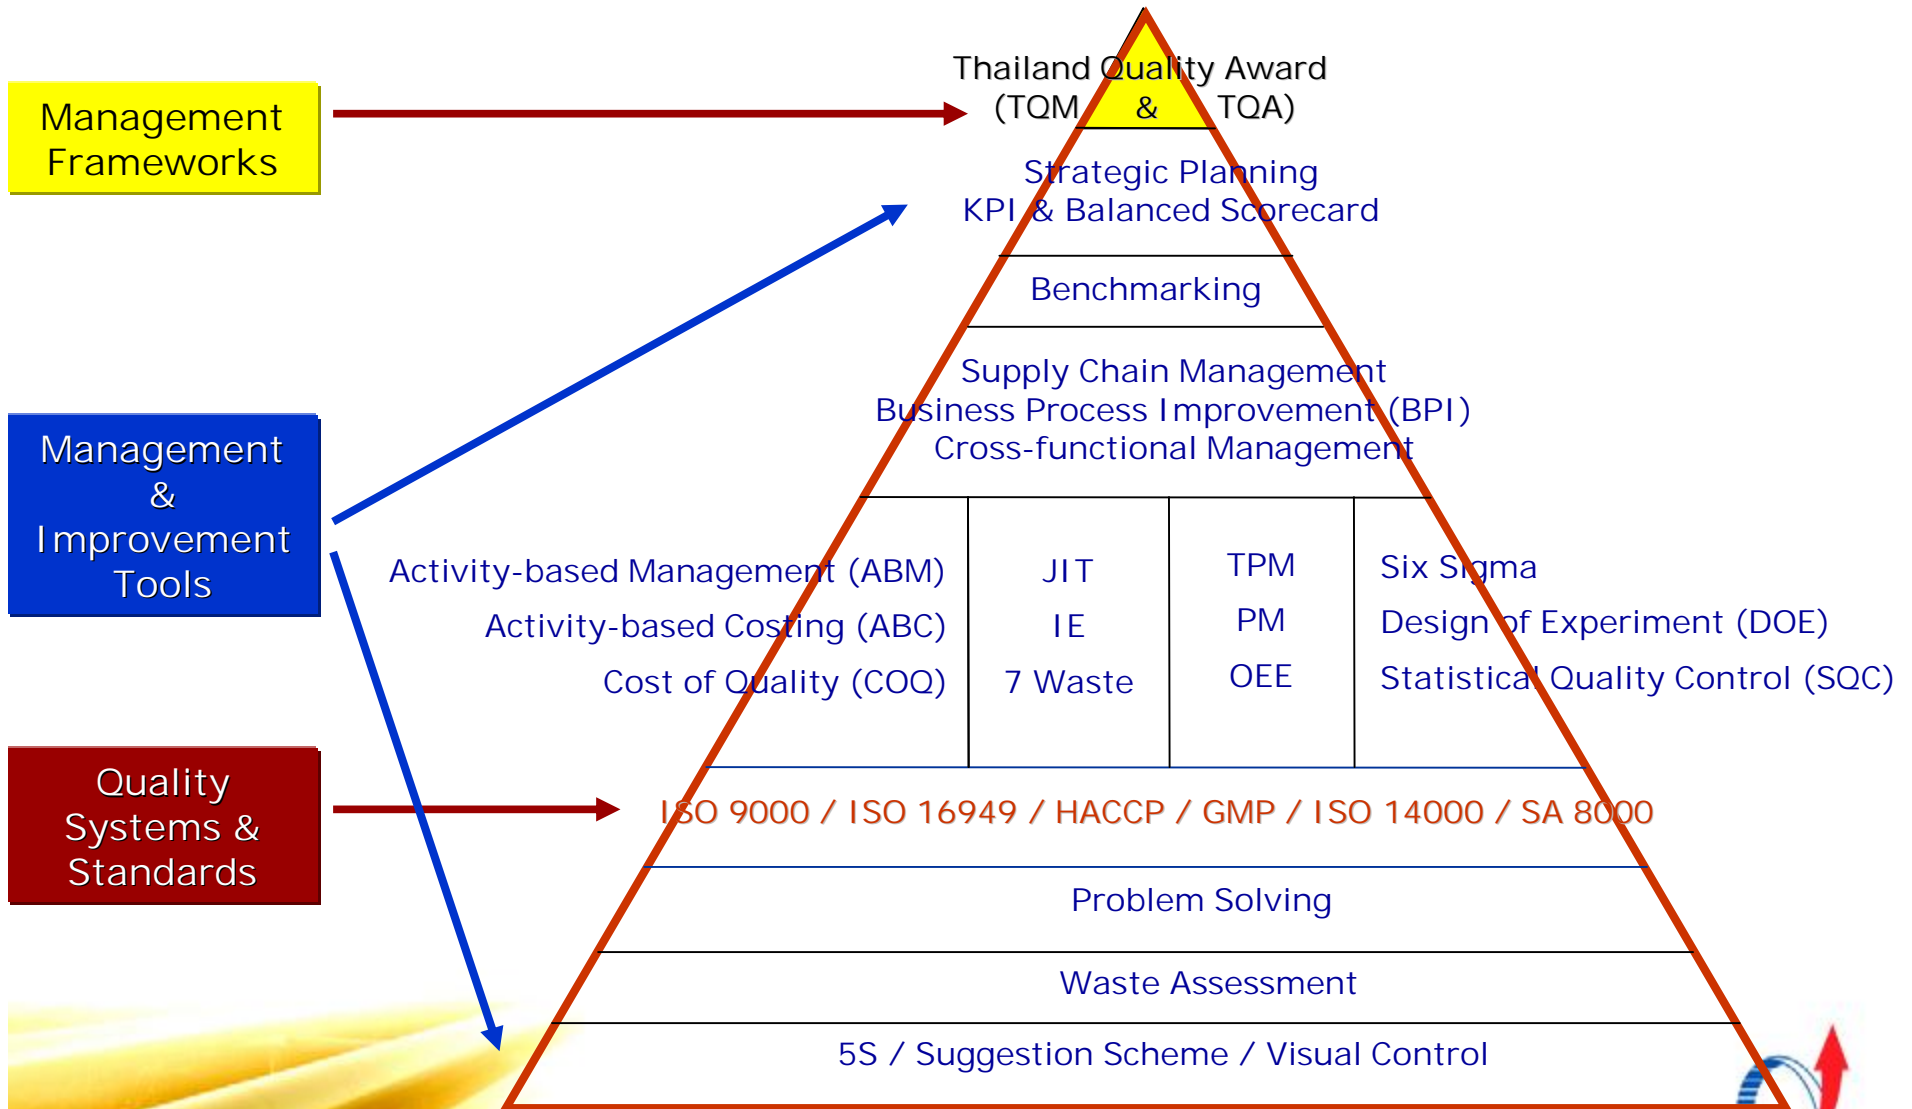 Thailand Quality Award
(TQM & TQA)
Management
Frameworks
Strategic Planning
KPI & Balanced Scorecard
Benchmarking
Supply Chain Management
Business Process Improvement (BPI)
Cross-functional Management
Management
&
Improvement
Tools
Activity-based Management (ABM)
Activity-based Costing (ABC)
Cost of Quality (COQ)
JIT
IE
7 Waste
TPM
PM
OEE
Six Sigma
Design of Experiment (DOE)
Statistical Quality Control (SQC)
Quality
Systems &
Standards
ISO 9000 / ISO 16949 / HACCP / GMP / ISO 14000 / SA 8000
Problem Solving
Waste Assessment
5S / Suggestion Scheme / Visual Control